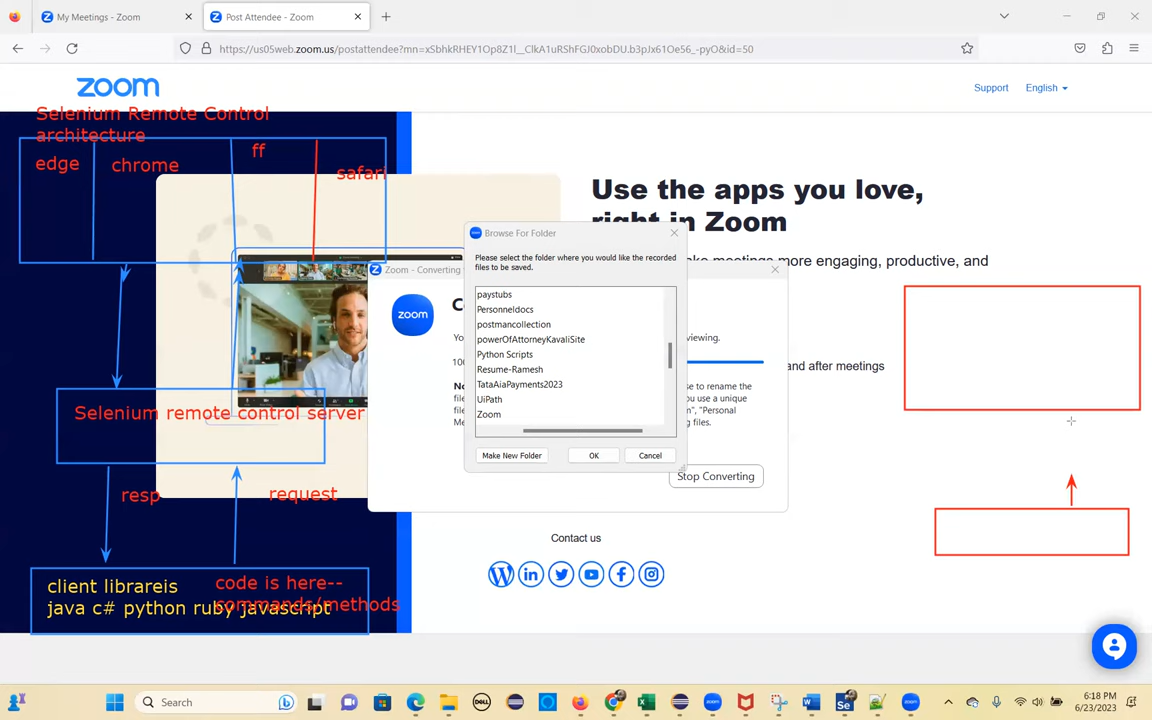 My Meetings - Zoom
Post Attendee - Zoom
https://us05web.zoom.us/postattendee?mn=xSbhkRHEY1Op8Z1l__ClkA1uRShFGJ0xobDU.b3pJx61Oe56_-pyO&id=50
zoom
Support
English
Selenium Remote Control
architecture
edge
chrome
ff
safari
Use the apps you love,
right in Zoom
make meetings more engaging, productive, and
and after meetings
Browse For Folder
Please select the folder where you would like the recorded
files to be saved.
paystubs
Personneldocs
postmancollection
powerOfAttorneyKavaliSite
Python Scripts
Resume-Ramesh
TataAiaPayments2023
UiPath
Zoom
Make New Folder
OK
Cancel
Zoom - Converting
zoom
viewing.
se to rename the
use a unique
", "Personal
g files.
Stop Converting
Selenium remote control server
resp
request
client librareis
java c# python ruby javascript
code is here--
commands/methods
Contact us
Search
6:18 PM
6/23/2023